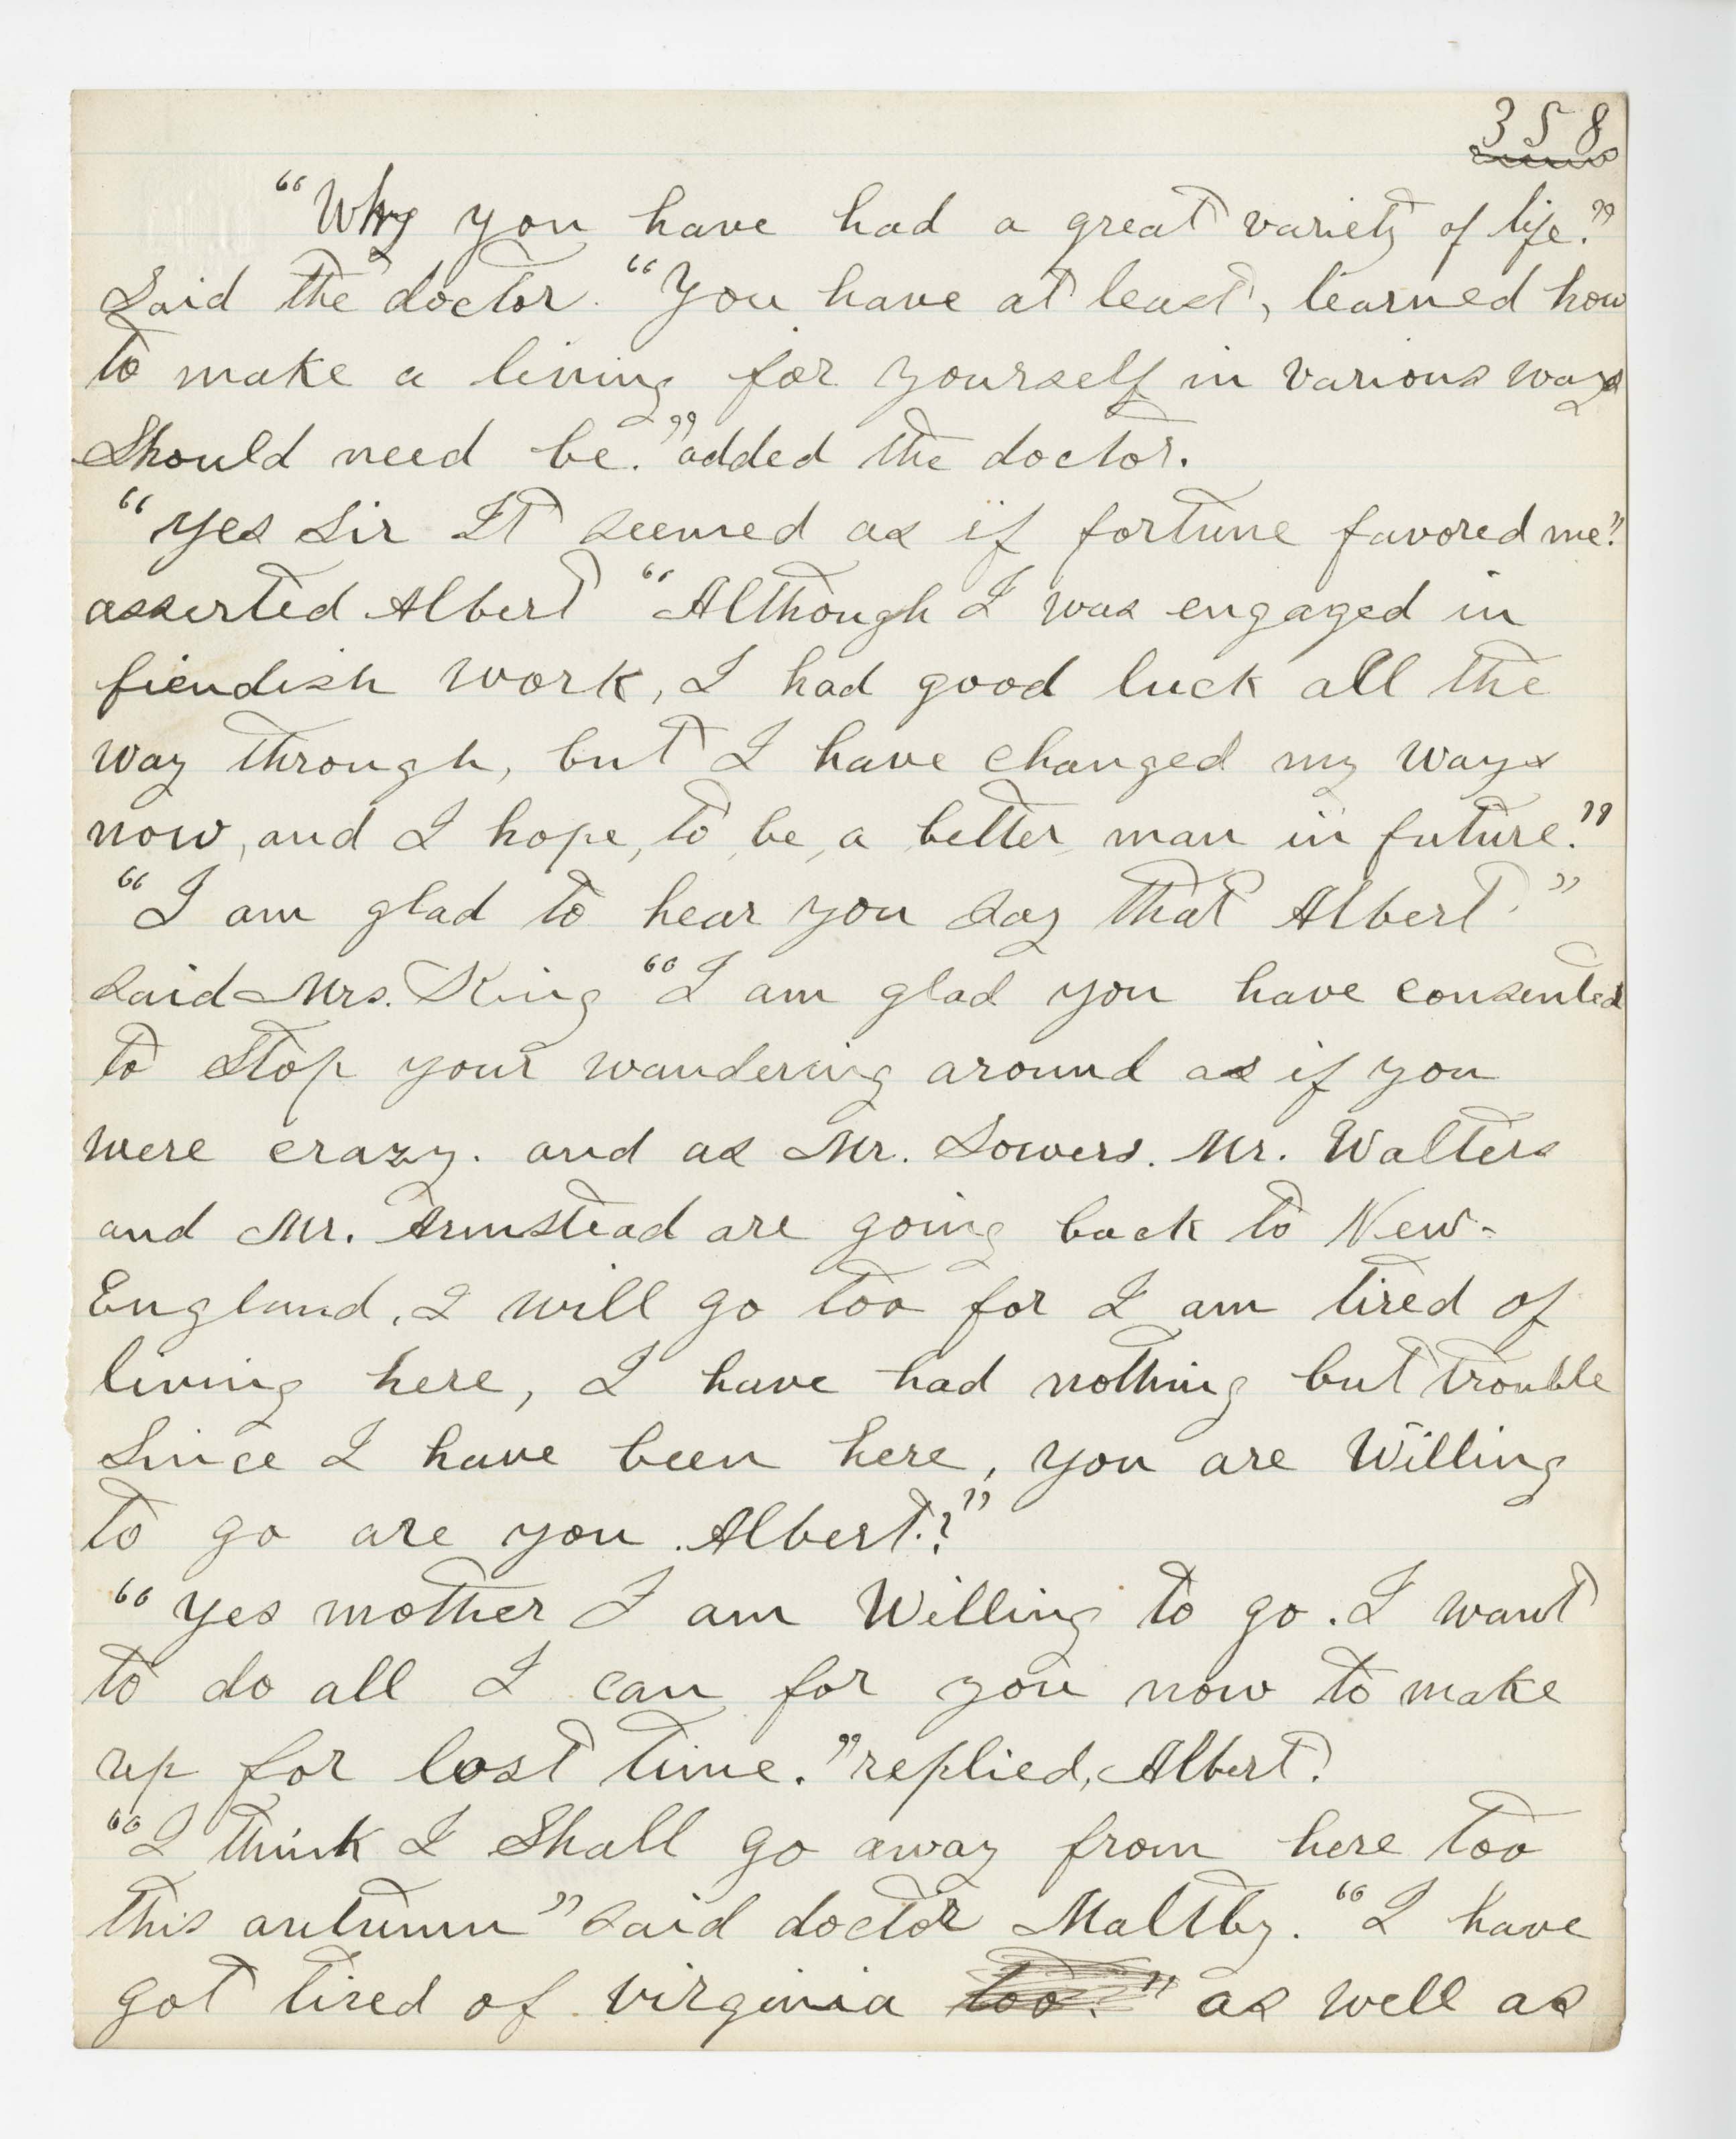 358
"Why you have had a great variety of life."
Said the doctor. "You have at least, learned how
to make a living for yourself in various ways
Should need be." added the doctor.
"Yes Sir It seemed as if fortune favored me."
asserted Albert "Although I was engaged in
fiendish work, I had good luck all the
way through, but I have changed my ways
now, and I hope, to be, a better man in future."
"I am glad to hear you say that Albert."
said Mrs. King "I am glad you have consented
to Stop your wandering around as if you
were crazy. and as Mr. Sowers. Mr. Walters
and Mr. Armstead are going back to New-
England, I will go too for I am tired of
living here, I have had nothing but trouble
Since I have been here, you are Willing
to go are you Albert.?"
"Yes mother I am Willing to go. I want
to do all I can for you now to make
up for lost time." replied, Albert.
"I think I Shall go away from here too
this autumn" said doctor Maltby. "I have
got tired of virginia too." as well as